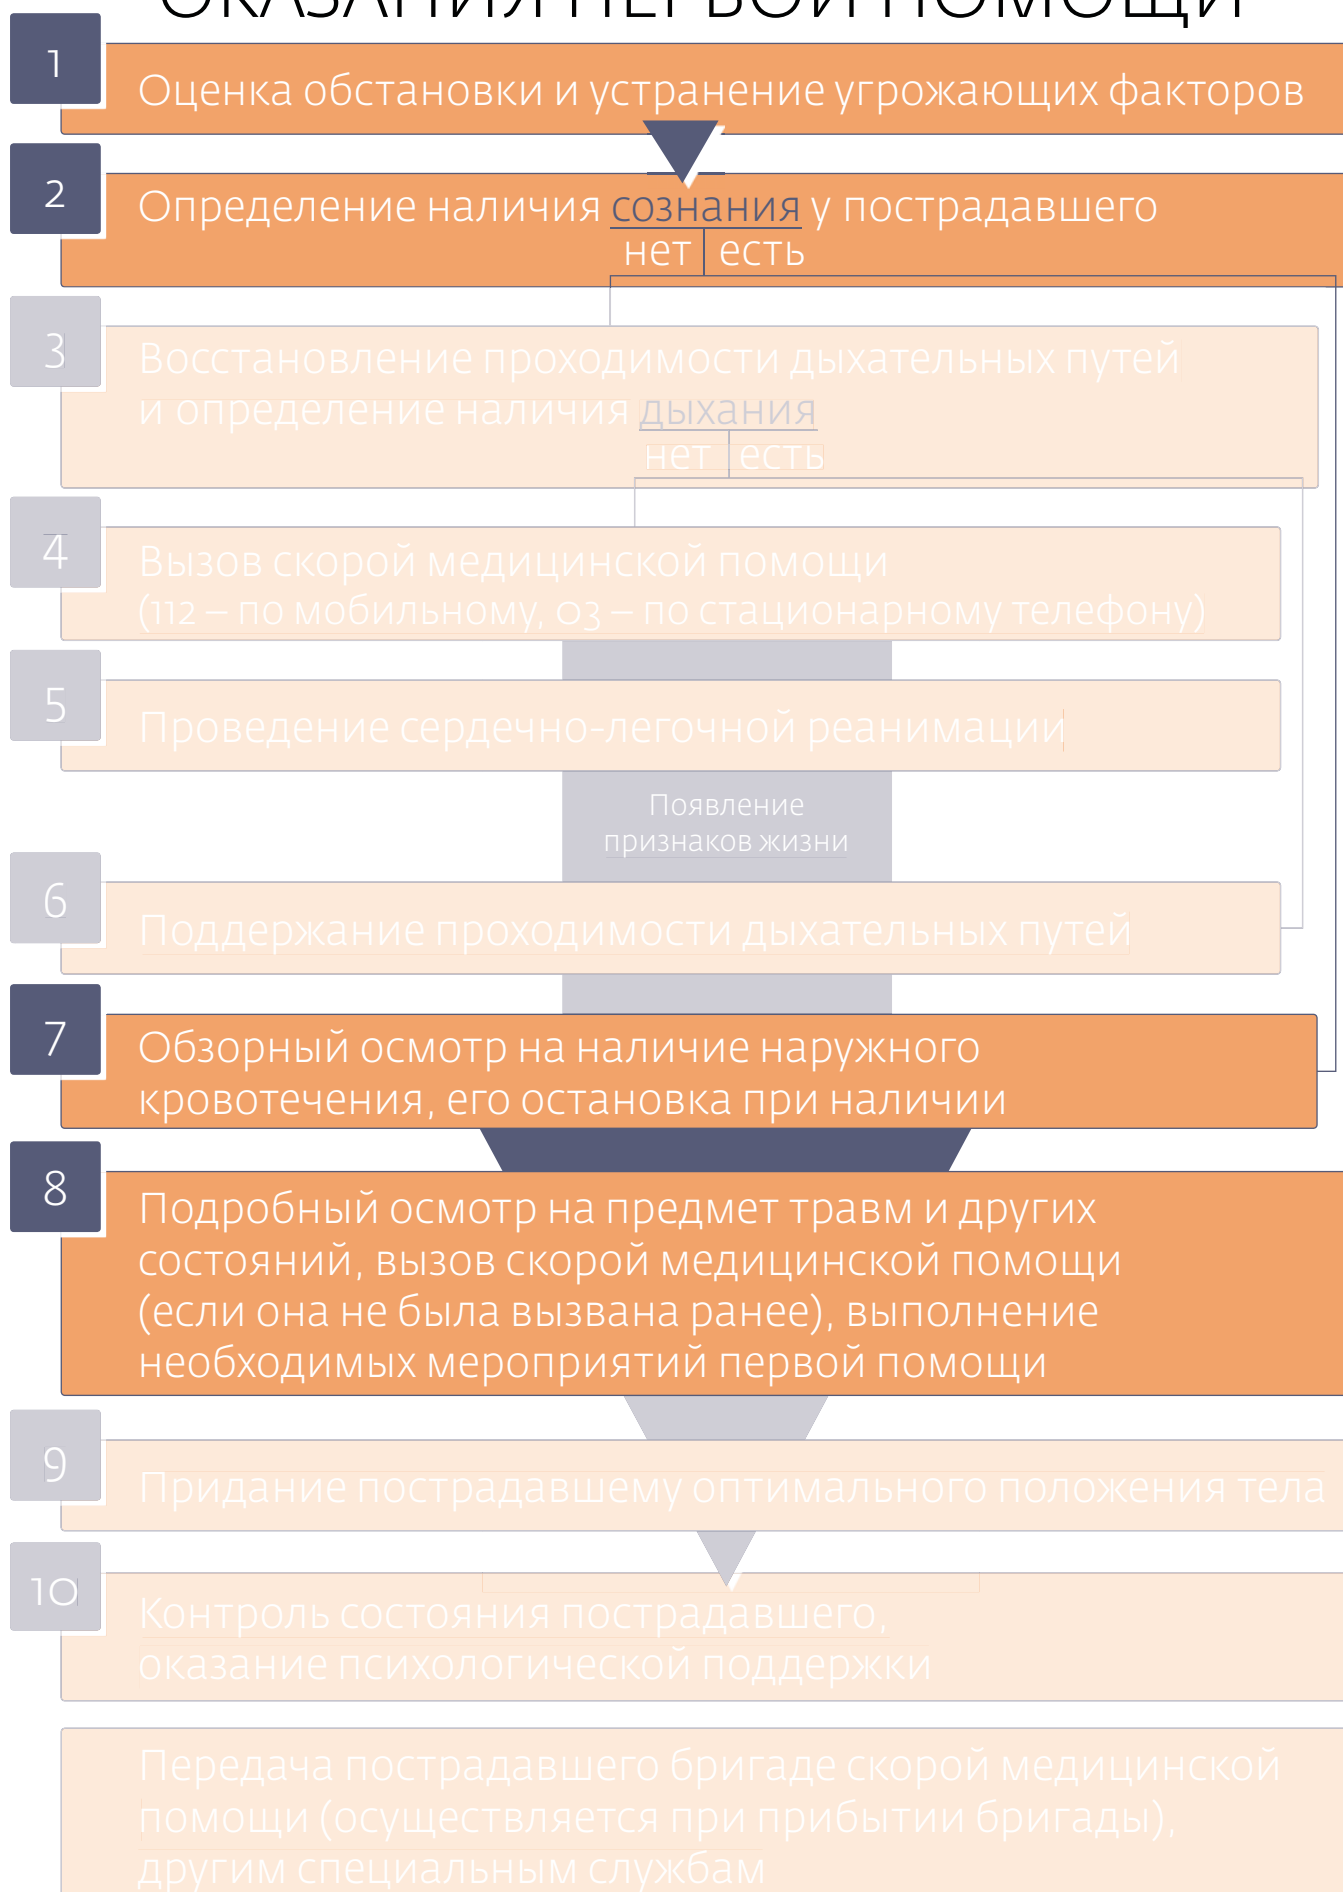 ОКАЗАНИЯ ПЕРВОЙ ПОМОЩИ
1
Оценка обстановки и устранение угрожающих факторов
2
Определение наличия сознания у пострадавшего
нет есть
3
Восстановление проходимости дыхательных путей
и определение наличия дыхания
нет есть
4
Вызов скорой медицинской помощи
(112 – по мобильному, 03 – по стационарному телефону)
5
Проведение сердечно-легочной реанимации
Появление
признаков жизни
6
Поддержание проходимости дыхательных путей
7
Обзорный осмотр на наличие наружного
кровотечения, его остановка при наличии
8
Подробный осмотр на предмет травм и других
состояний, вызов скорой медицинской помощи
(если она не была вызвана ранее), выполнение
необходимых мероприятий первой помощи
9
Придание пострадавшему оптимального положения тела
10
Контроль состояния пострадавшего,
оказание психологической поддержки
Передача пострадавшего бригаде скорой медицинской
помощи (осуществляется при прибытии бригады),
другим специальным службам